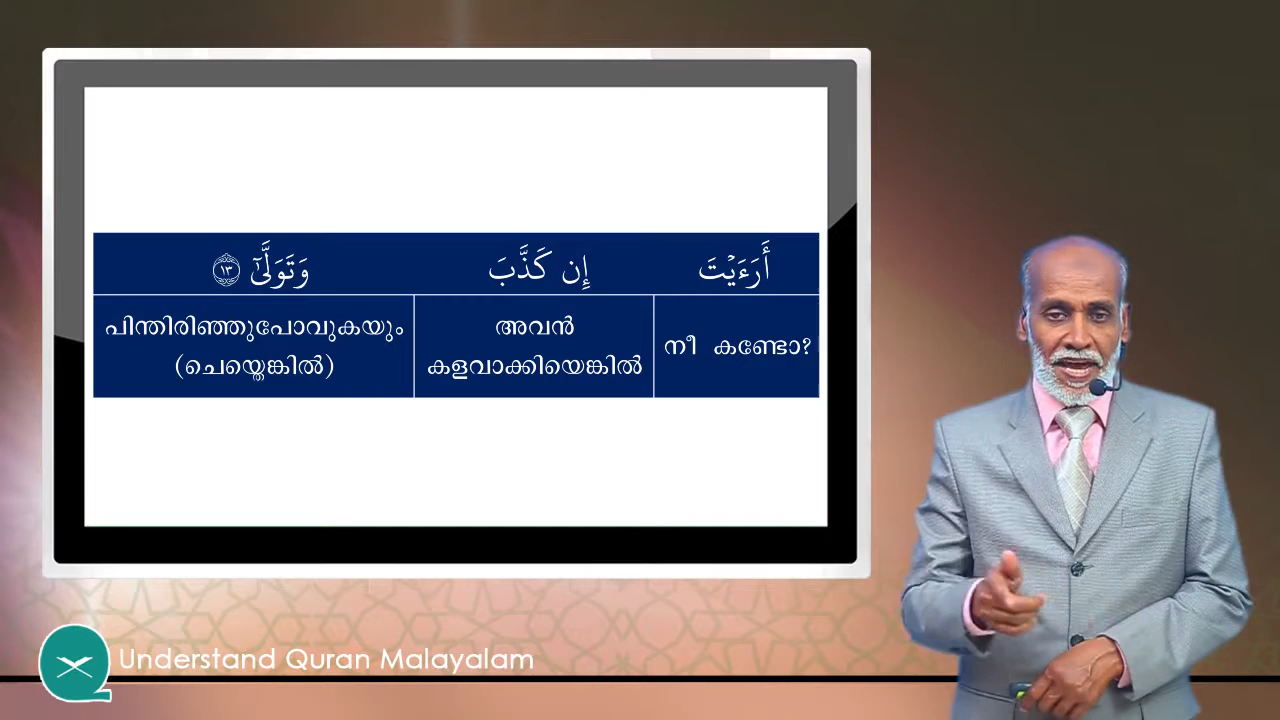 أَرَءَيْتَ إِن كَذَّبَ وَتَوَلَّىٰٓ ١٣
നീ കണ്ടോ?
അവൻ
കളവാക്കിയെങ്കിൽ
പിന്തിരിഞ്ഞുപോവുകയും
(ചെയ്തെങ്കിൽ)
Understand Quran Malayalam